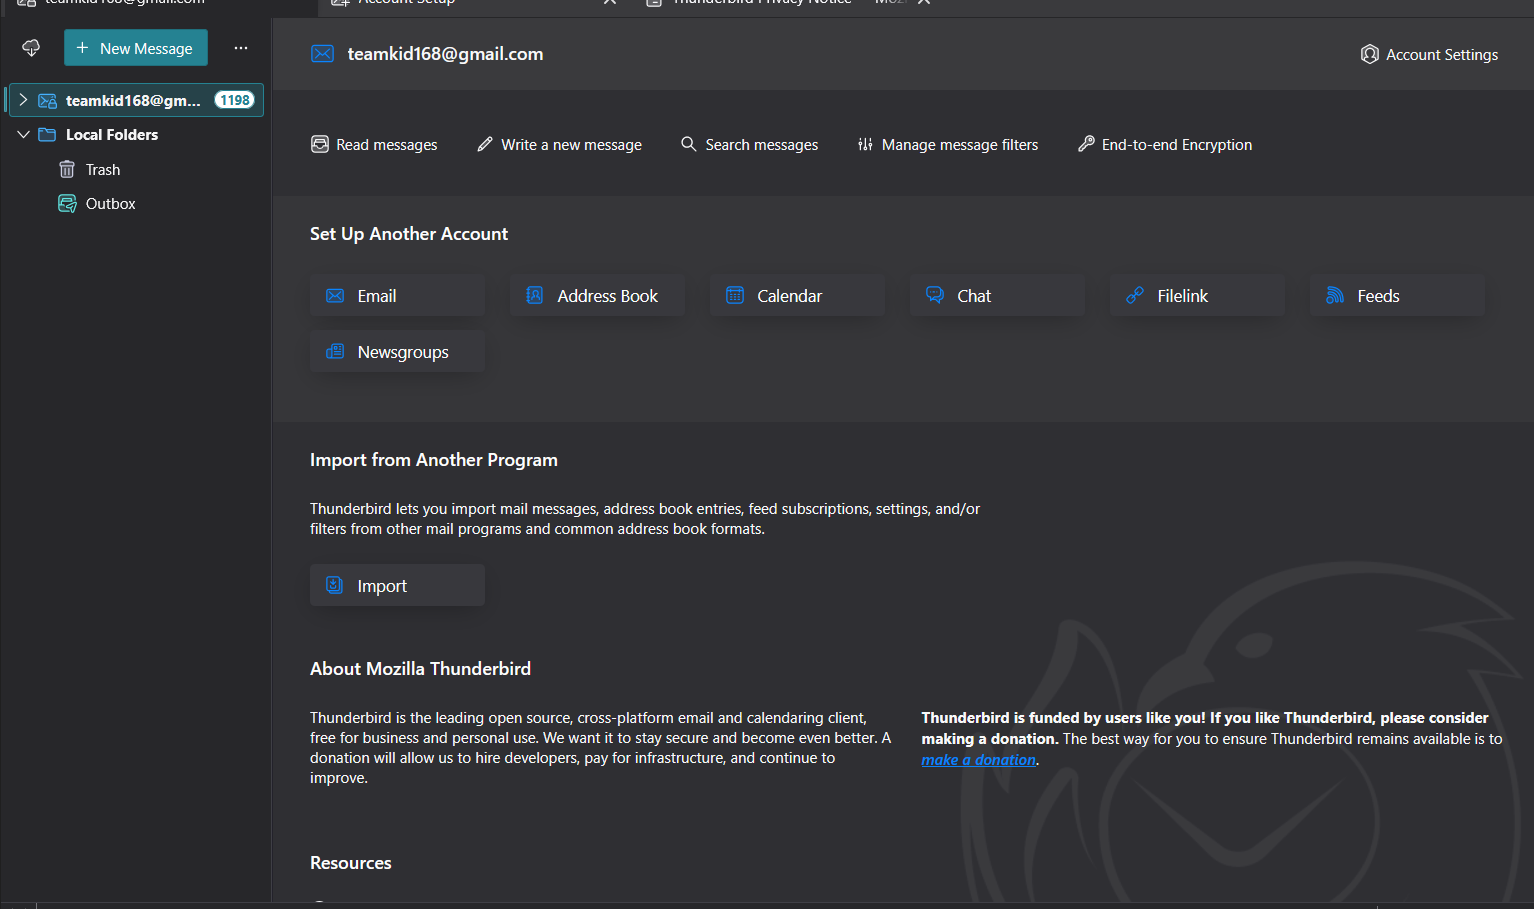 teamkid168@gmail.com
Account Setup
Thunderbird Privacy Notice — Mozi
New Message
teamkid168@gm... 1198
Local Folders
Trash
Outbox
teamkid168@gmail.com
Account Settings
Read messages
Write a new message
Search messages
Manage message filters
End-to-end Encryption
Set Up Another Account
Email
Address Book
Calendar
Chat
Filelink
Feeds
Newsgroups
Import from Another Program
Thunderbird lets you import mail messages, address book entries, feed subscriptions, settings, and/or
filters from other mail programs and common address book formats.
Import
About Mozilla Thunderbird
Thunderbird is the leading open source, cross-platform email and calendaring client,
free for business and personal use. We want it to stay secure and become even better. A
donation will allow us to hire developers, pay for infrastructure, and continue to
improve.
Thunderbird is funded by users like you! If you like Thunderbird, please consider
making a donation. The best way for you to ensure Thunderbird remains available is to
make a donation.
Resources